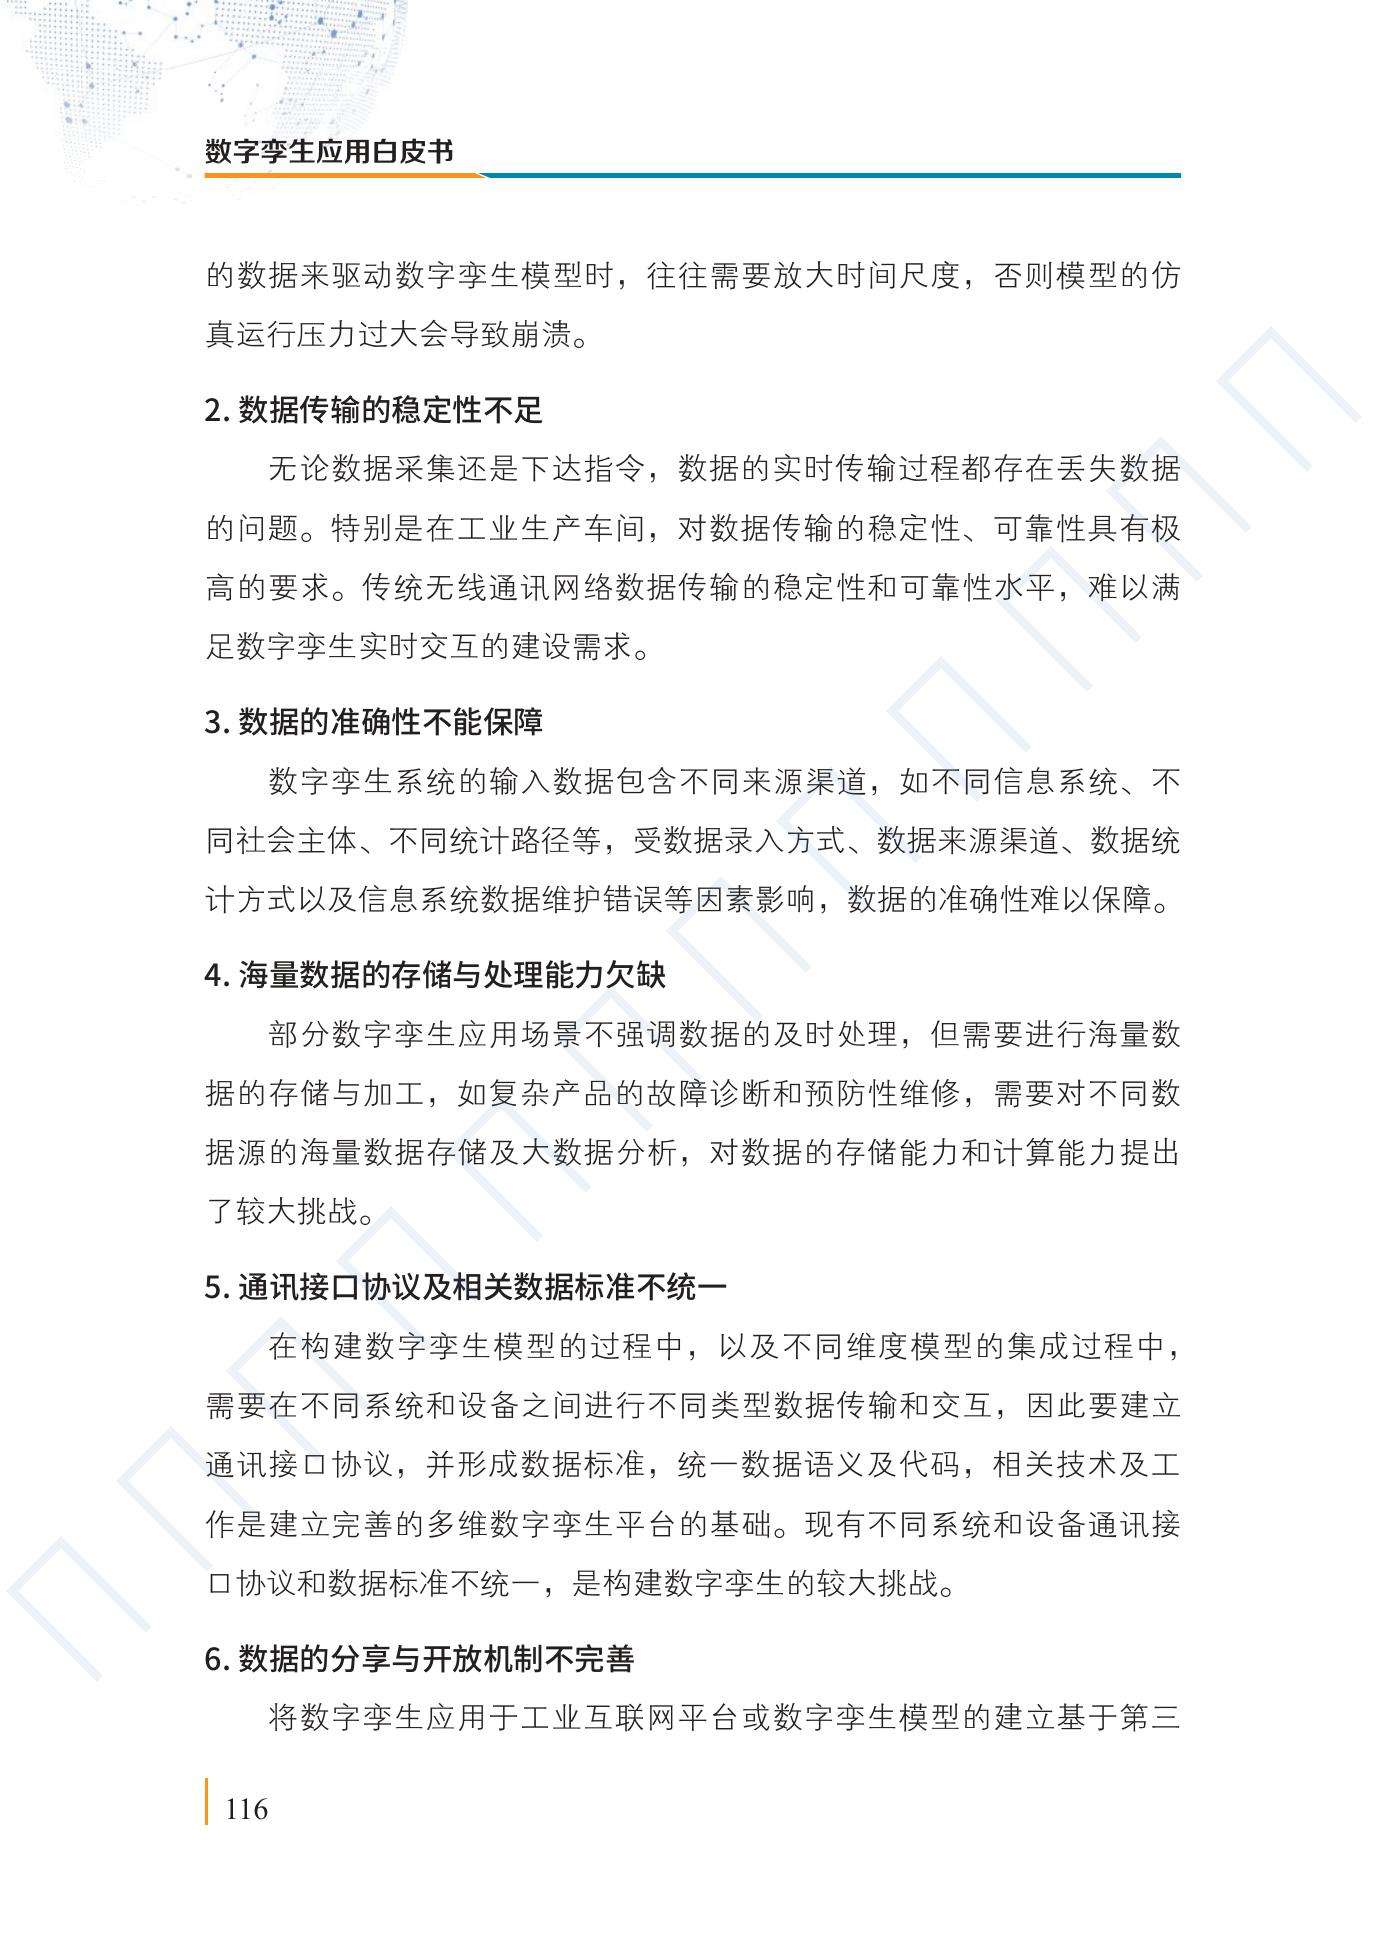 数字孪生应用白皮书
的数据来驱动数字孪生模型时，往往需要放大时间尺度，否则模型的仿
真运行压力过大会导致崩溃。
2. 数据传输的稳定性不足
无论数据采集还是下达指令，数据的实时传输过程都存在丢失数据
的问题。特别是在工业生产车间，对数据传输的稳定性、可靠性具有极
高的要求。传统无线通讯网络数据传输的稳定性和可靠性水平，难以满
足数字孪生实时交互的建设需求。
3. 数据的准确性不能保障
数字孪生系统的输入数据包含不同来源渠道，如不同信息系统、不
同社会主体、不同统计路径等，受数据录入方式、数据来源渠道、数据统
计方式以及信息系统数据维护错误等因素影响，数据的准确性难以保障。
4. 海量数据的存储与处理能力欠缺
部分数字孪生应用场景不强调数据的及时处理，但需要进行海量数
据的存储与加工，如复杂产品的故障诊断和预防性维修，需要对不同数
据源的海量数据存储及大数据分析，对数据的存储能力和计算能力提出
了较大挑战。
5. 通讯接口协议及相关数据标准不统一
在构建数字孪生模型的过程中，以及不同维度模型的集成过程中，
需要在不同系统和设备之间进行不同类型数据传输和交互，因此要建立
通讯接口协议，并形成数据标准，统一数据语义及代码，相关技术及工
作是建立完善的多维数字孪生平台的基础。现有不同系统和设备通讯接
口协议和数据标准不统一，是构建数字孪生的较大挑战。
6. 数据的分享与开放机制不完善
将数字孪生应用于工业互联网平台或数字孪生模型的建立基于第三
116